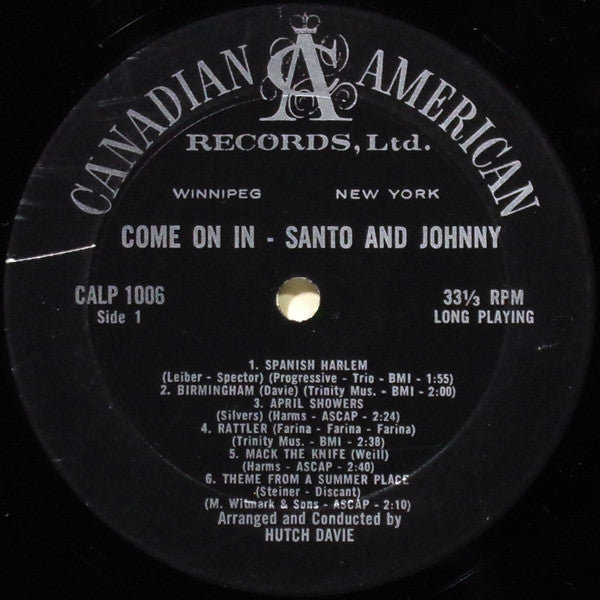 CANADIAN CA AMERICAN
RECORDS, Ltd.
WINNIPEG NEW YORK
COME ON IN - SANTO AND JOHNNY
CALP 1006 33⅓ RPM
Side 1 LONG PLAYING
1. SPANISH HARLEM
(Leiber - Spector) (Progressive - Trio - BMI - 1:55)
2. BIRMINGHAM (Davie) (Trinity Mus. - BMI - 2:00)
3. APRIL SHOWERS
(Silvers) (Harms - ASCAP - 2:24)
4. RATTLER (Farina - Farina - Farina)
(Trinity Mus. - BMI - 2:38)
5. MACK THE KNIFE (Weill)
(Harms - ASCAP - 2:40)
6. THEME FROM A SUMMER PLACE
(Steiner - Discant)
(M. Witmark & Sons - ASCAP - 2:10)
Arranged and Conducted by
HUTCH DAVIE